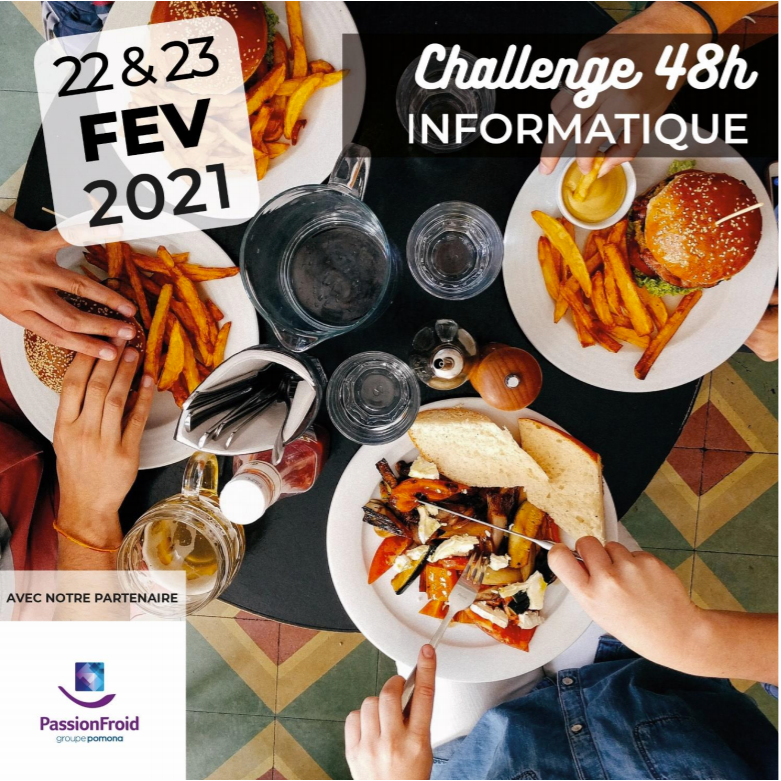 22 & 23
FEV
2021
Challenge 48h
INFORMATIQUE
AVEC NOTRE PARTENAIRE
PassionFroid
groupe pomona